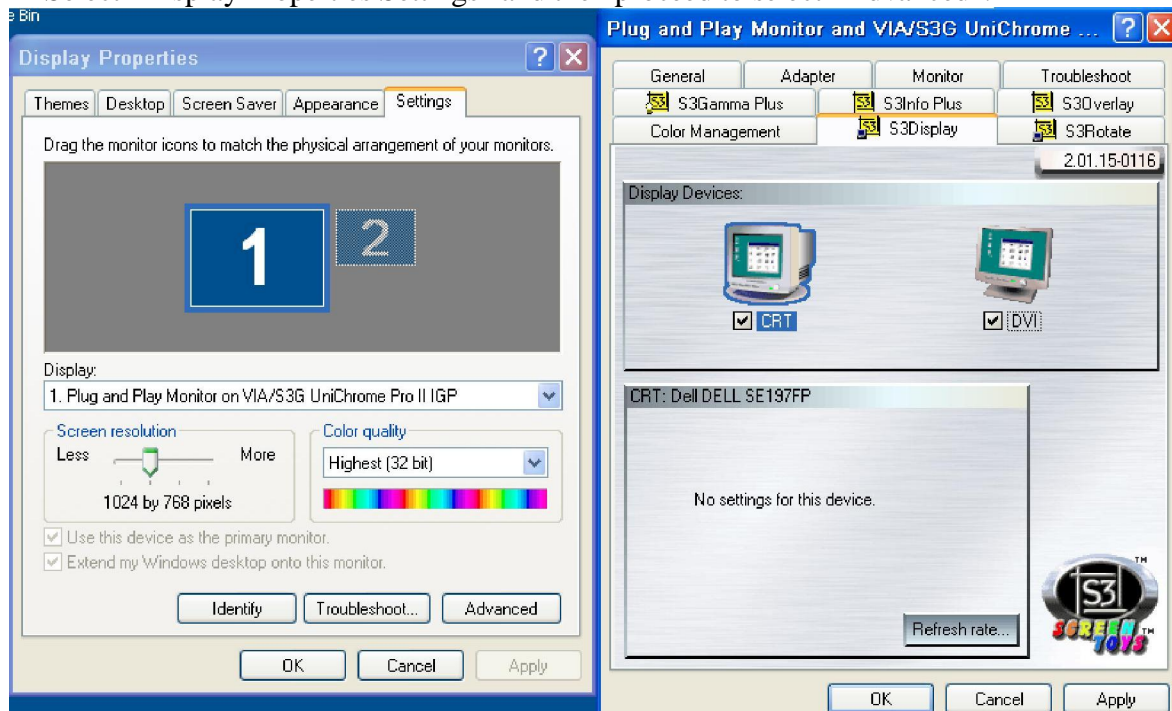 e Bin
Display Properties
Themes Desktop Screen Saver Appearance Settings
Drag the monitor icons to match the physical arrangement of your monitors.
1 2
Display:
1. Plug and Play Monitor on VIA/S3G UniChrome Pro II IGP
Screen resolution
Less More
1024 by 768 pixels
Color quality
Highest (32 bit)
Use this device as the primary monitor.
Extend my Windows desktop onto this monitor.
Identify Troubleshoot... Advanced
OK Cancel Apply
Plug and Play Monitor and VIA/S3G UniChrome ...
General Adapter Monitor Troubleshoot
S3Gamma Plus S3Info Plus S3Overlay
Color Management S3Display S3Rotate
2.01.15-0116
Display Devices:
CRT DVI
CRT: Dell DELL SE197FP
No settings for this device.
Refresh rate...
S3
SCREEN
TOYS
TM
TM
OK Cancel Apply